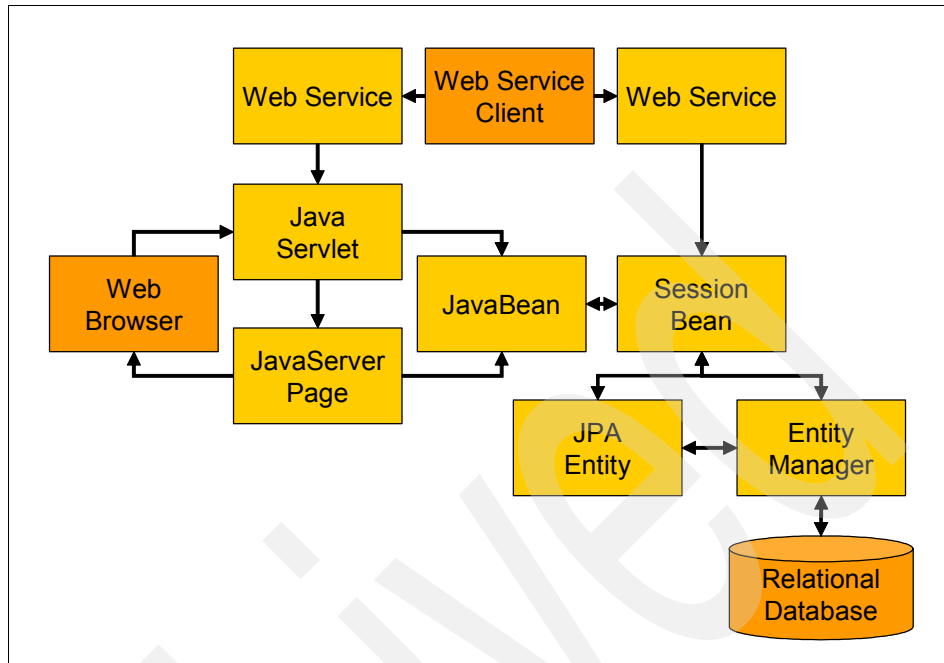 Web Service
Web Service
Client
Web Service
Java
Servlet
Web
Browser
JavaBean
Session
Bean
JavaServer
Page
JPA
Entity
Entity
Manager
Relational
Database